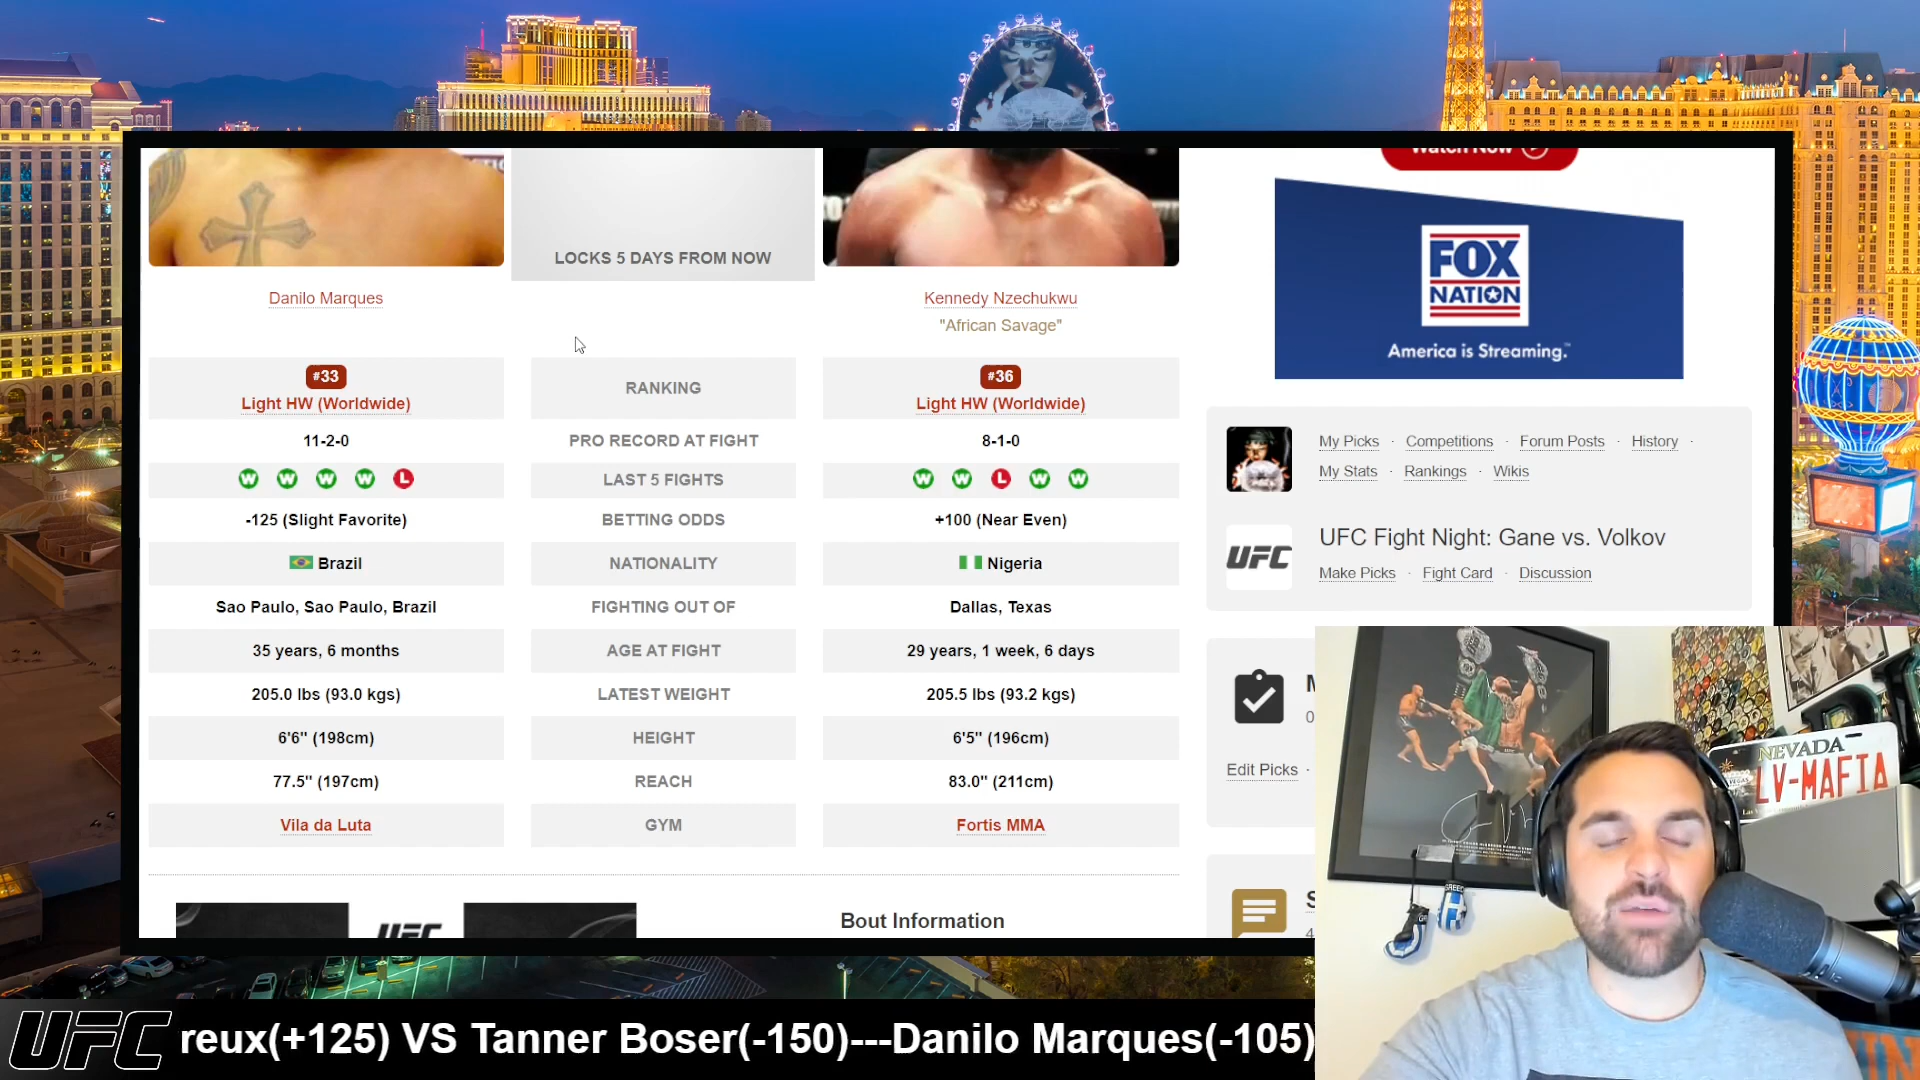 Watch Now
LOCKS 5 DAYS FROM NOW
FOX
NATION
America is Streaming.™
Danilo Marques
Kennedy Nzechukwu
"African Savage"
#33
Light HW (Worldwide)
RANKING
#36
Light HW (Worldwide)
11-2-0
PRO RECORD AT FIGHT
8-1-0
W W W W L
LAST 5 FIGHTS
W W L W W
-125 (Slight Favorite)
BETTING ODDS
+100 (Near Even)
Brazil
NATIONALITY
Nigeria
Sao Paulo, Sao Paulo, Brazil
FIGHTING OUT OF
Dallas, Texas
35 years, 6 months
AGE AT FIGHT
29 years, 1 week, 6 days
205.0 lbs (93.0 kgs)
LATEST WEIGHT
205.5 lbs (93.2 kgs)
6'6" (198cm)
HEIGHT
6'5" (196cm)
77.5" (197cm)
REACH
83.0" (211cm)
Vila da Luta
GYM
Fortis MMA
UFC
Bout Information
My Picks · Competitions · Forum Posts · History ·
My Stats · Rankings · Wikis
UFC
UFC Fight Night: Gane vs. Volkov
Make Picks · Fight Card · Discussion
Edit Picks ·
NEVADA
LV-MAFIA
UFC reux(+125) VS Tanner Boser(-150)---Danilo Marques(-105)